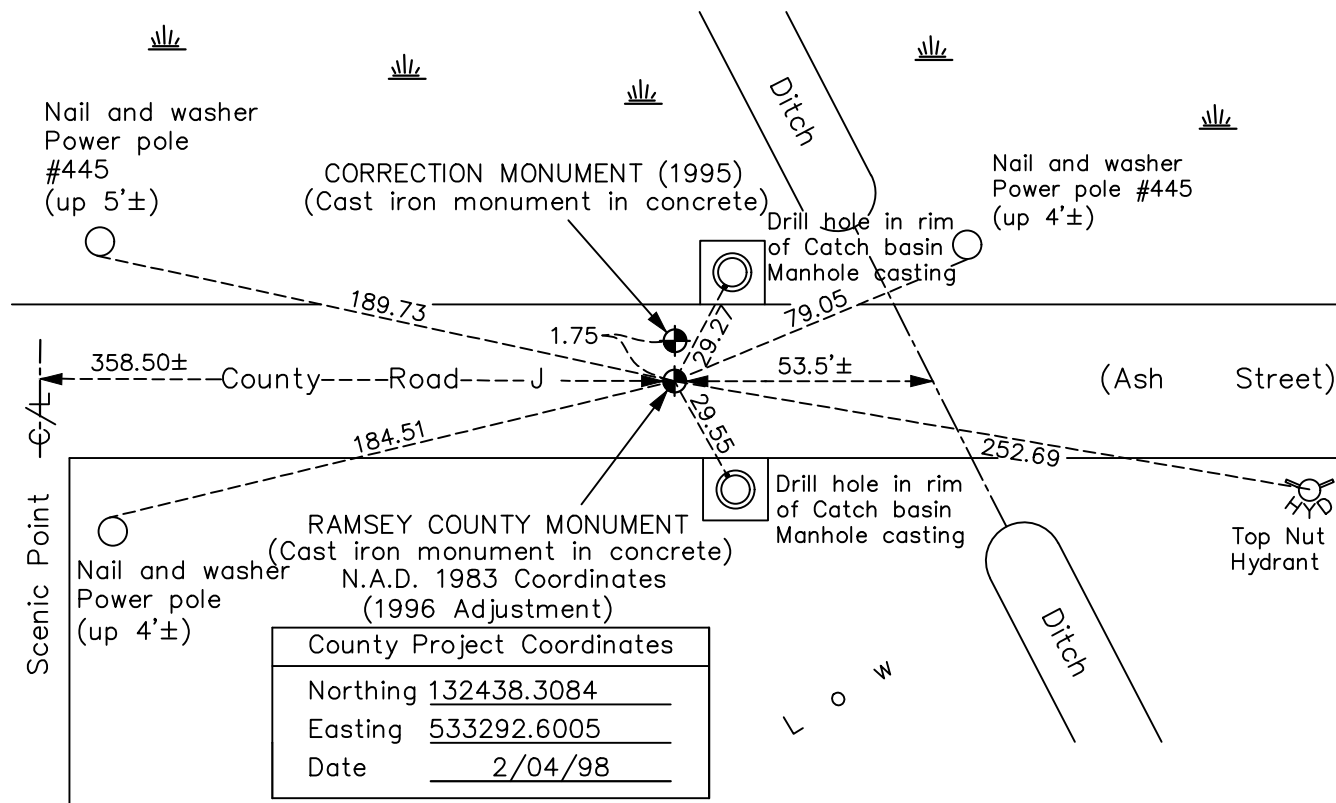 Ditch
Nail and washer
Power pole
#445
(up 5'±)
CORRECTION MONUMENT (1995)
(Cast iron monument in concrete)
Nail and washer
Power pole #445
(up 4'±)
Drill hole in rim
of Catch basin
Manhole casting
189.73
1.75
29.27
79.05
358.50±
County Road J
53.5'±
(Ash Street)
C/L
184.51
29.55
252.69
Drill hole in rim
of Catch basin
Manhole casting
HYD
Top Nut
Hydrant
Scenic Point
Nail and washer
Power pole
(up 4'±)
RAMSEY COUNTY MONUMENT
(Cast iron monument in concrete)
N.A.D. 1983 Coordinates
(1996 Adjustment)
County Project Coordinates
Northing 132438.3084
Easting 533292.6005
Date 2/04/98
Low
Ditch